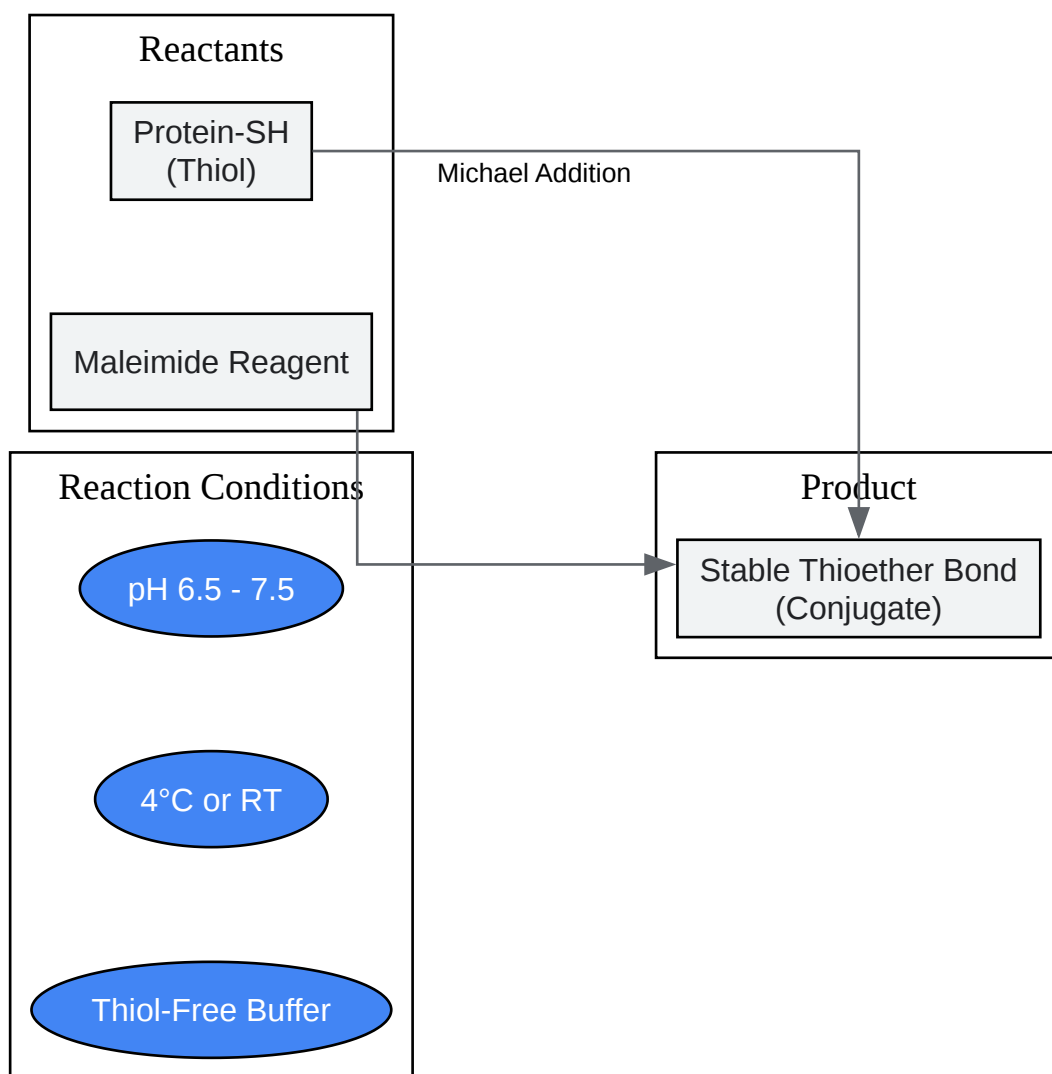 Reactants
Protein-SH
(Thiol)
Michael Addition
Maleimide Reagent
Reaction Conditions
pH 6.5 - 7.5
4°C or RT
Thiol-Free Buffer
Product
Stable Thioether Bond
(Conjugate)